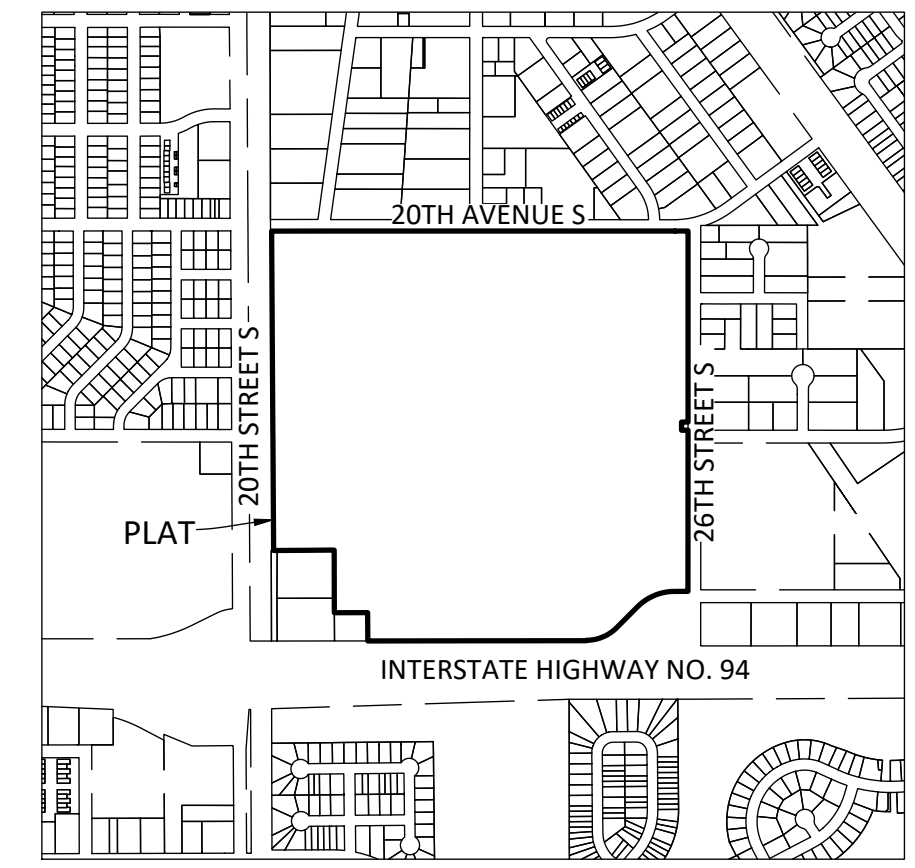 20TH AVENUE S
20TH STREET S
26TH STREET S
PLAT
INTERSTATE HIGHWAY NO. 94